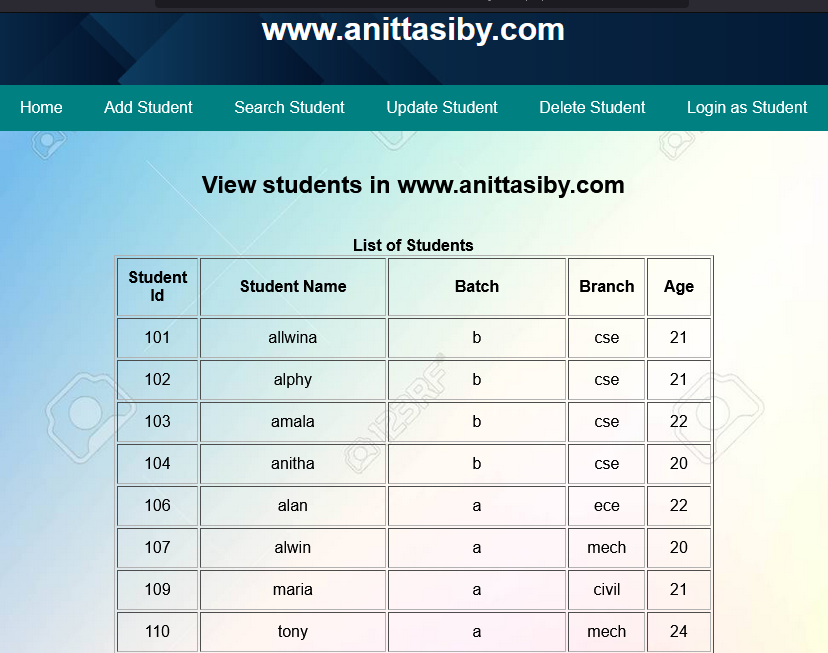 www.anittasiby.com
Home Add Student Search Student Update Student Delete Student Login as Student
View students in www.anittasiby.com
List of Students
Student Id Student Name Batch Branch Age
101 allwina b cse 21
102 alphy b cse 21
103 amala b cse 22
104 anitha b cse 20
106 alan a ece 22
107 alwin a mech 20
109 maria a civil 21
110 tony a mech 24
123RF